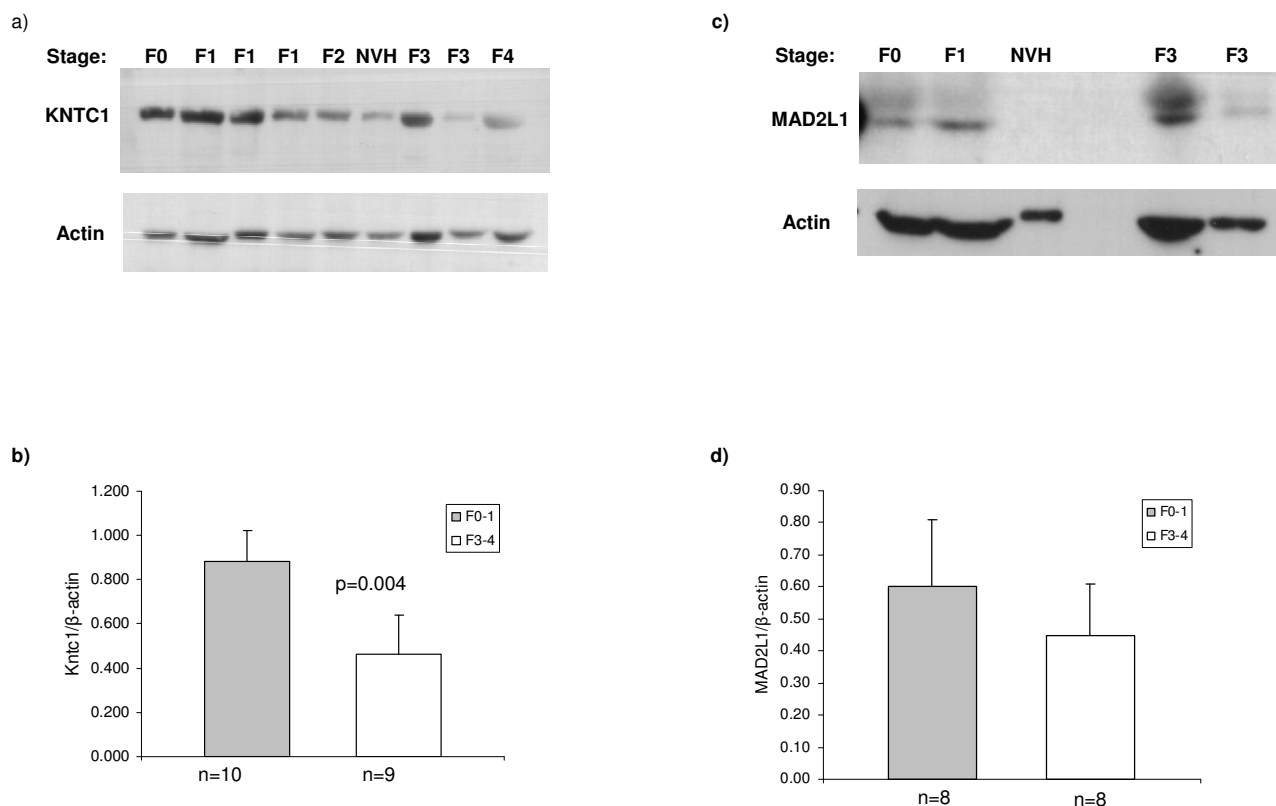 a)
Stage: F0 F1 F1 F1 F2 NVH F3 F3 F4
KNTC1
Actin
c)
Stage: F0 F1 NVH F3 F3
MAD2L1
Actin
b)
1.200
1.000
0.800
0.600
0.400
0.200
0.000
Kntc1/β-actin
F0-1
F3-4
p=0.004
n=10 n=9
d)
0.90
0.80
0.70
0.60
0.50
0.40
0.30
0.20
0.10
0.00
MAD2L1/β-actin
F0-1
F3-4
n=8 n=8